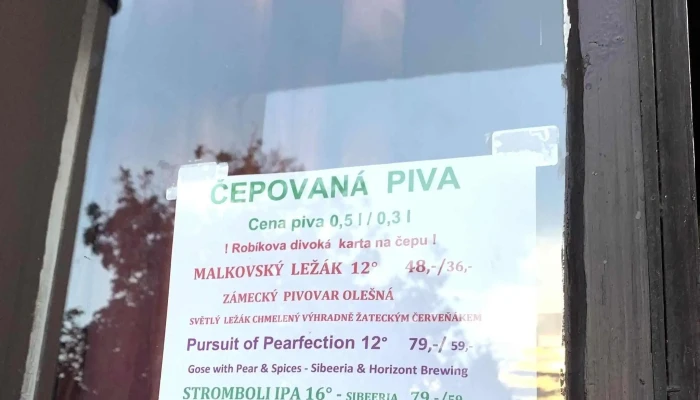 ČEPOVANÁ PIVA
Cena piva 0,5 l / 0,3 l
! Robíkova divoká karta na čepu !
MALKOVSKÝ LEŽÁK 12° 48,-/36,-
ZÁMECKÝ PIVOVAR OLEŠNÁ
SVĚTLÝ LEŽÁK CHMELENÝ VÝHRADNĚ ŽATECKÝM ČERVEŇÁKEM
Pursuit of Pearfection 12° 79,-/ 59,-
Gose with Pear & Spices - Sibeeria & Horizont Brewing
STROMBOLI IPA 16° - SIBEERIA 79,-/59